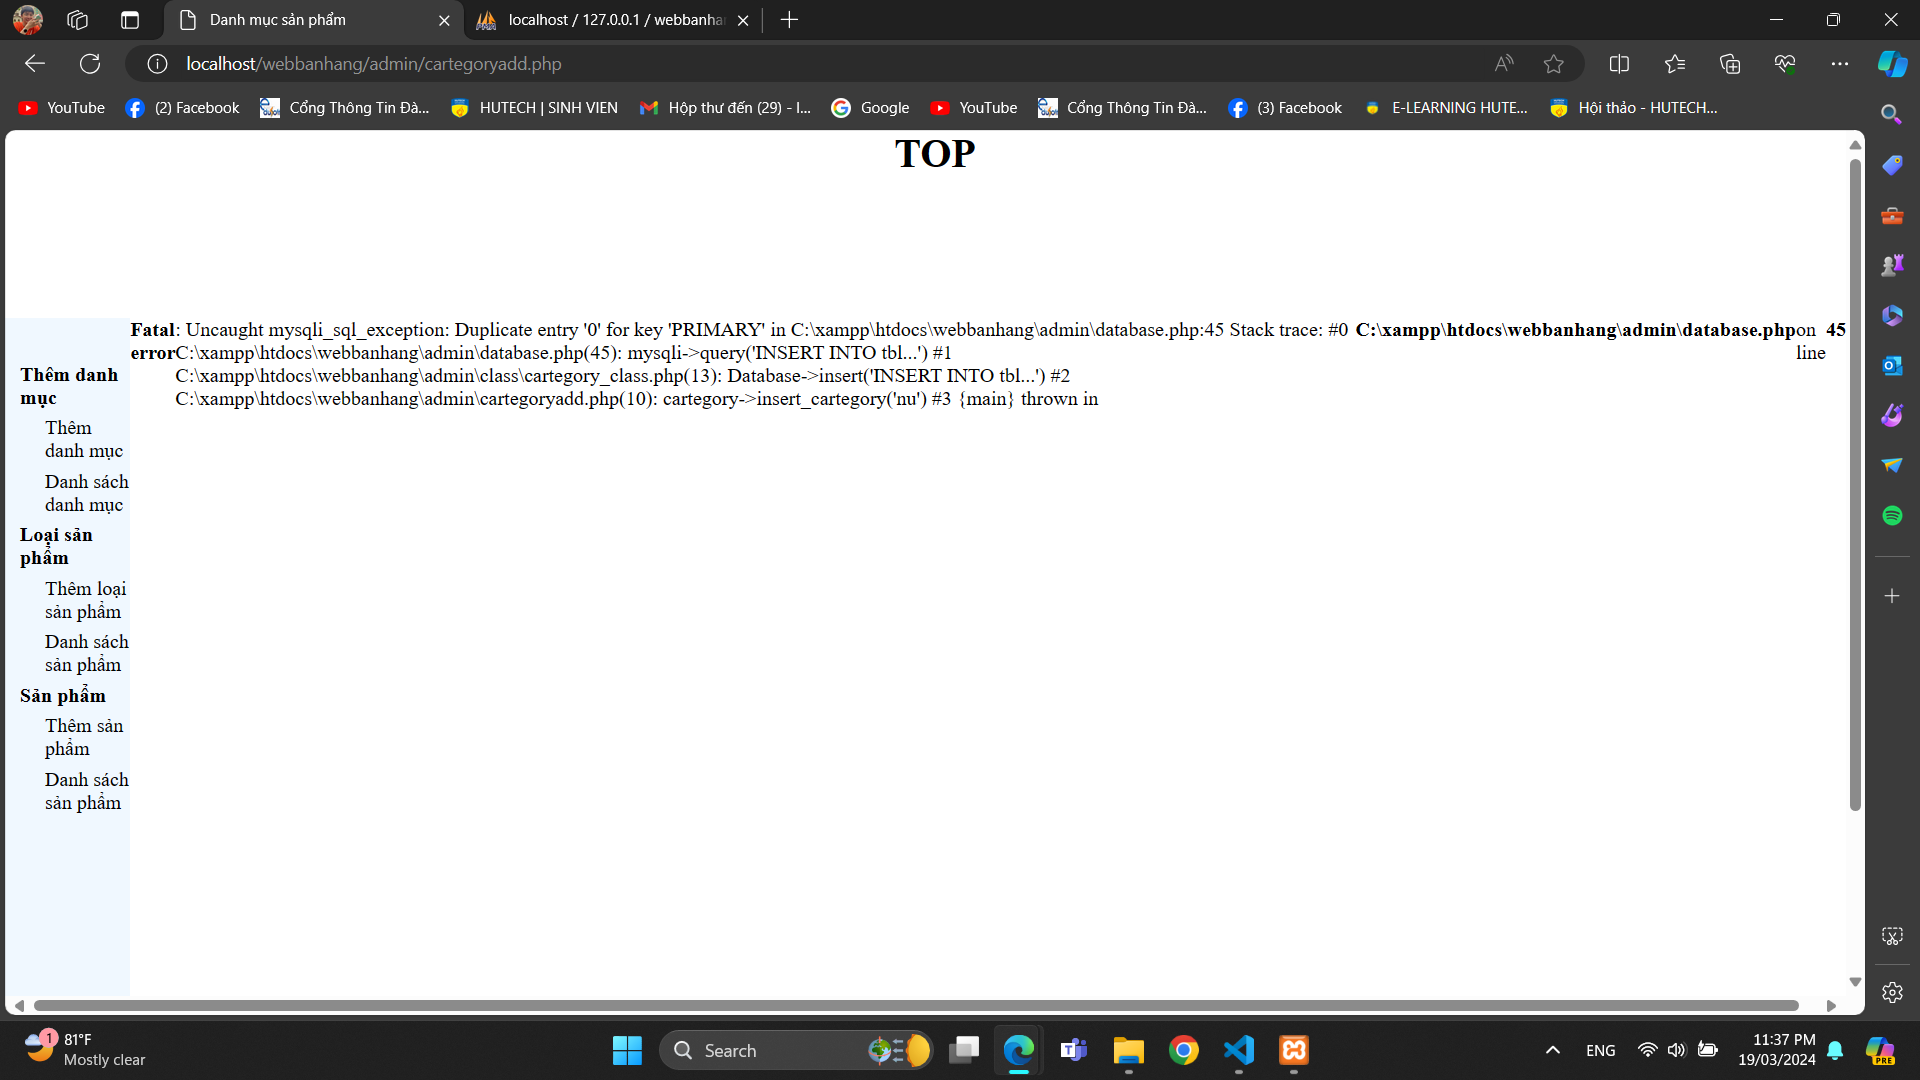 Danh mục sản phẩm
localhost / 127.0.0.1 / webbanhan
localhost/webbanhang/admin/cartegoryadd.php
YouTube
(2) Facebook
Cổng Thông Tin Đà...
HUTECH | SINH VIEN
Hộp thư đến (29) - l...
Google
YouTube
Cổng Thông Tin Đà...
(3) Facebook
E-LEARNING HUTE...
Hội thảo - HUTECH...
TOP
Thêm danh
mục
Thêm
danh mục
Danh sách
danh mục
Loại sản
phẩm
Thêm loại
sản phẩm
Danh sách
sản phẩm
Sản phẩm
Thêm sản
phẩm
Danh sách
sản phẩm
Fatal
error
: Uncaught mysqli_sql_exception: Duplicate entry '0' for key 'PRIMARY' in C:\xampp\htdocs\webbanhang\admin\database.php:45 Stack trace: #0
C:\xampp\htdocs\webbanhang\admin\database.php(45): mysqli->query('INSERT INTO tbl...') #1
C:\xampp\htdocs\webbanhang\admin\class\cartegory_class.php(13): Database->insert('INSERT INTO tbl...') #2
C:\xampp\htdocs\webbanhang\admin\cartegoryadd.php(10): cartegory->insert_cartegory('nu') #3 {main} thrown in
C:\xampp\htdocs\webbanhang\admin\database.php
on
line
45
1
81°F
Mostly clear
Search
ENG
11:37 PM
19/03/2024
PRE